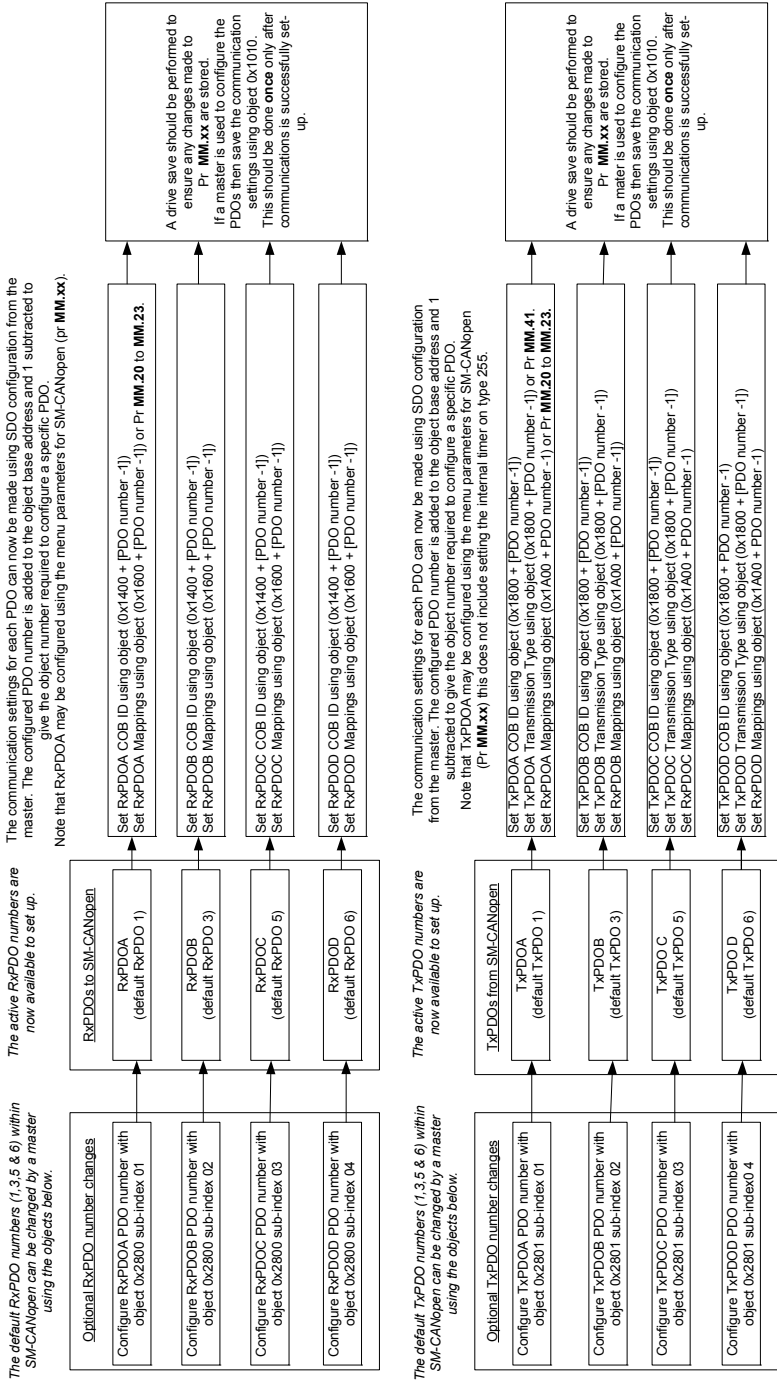 The default RxPDO numbers (1,3,5 & 6) within
SM-CANopen can be changed by a master
using the objects below.
Optional RxPDO number changes
Configure RxPDOA PDO number with
object 0x2800 sub-index 01
Configure RxPDOB PDO number with
object 0x2800 sub-index 02
Configure RxPDOC PDO number with
object 0x2800 sub-index 03
Configure RxPDOD PDO number with
object 0x2800 sub-index 04
The active RxPDO numbers are
now available to set up.
RxPDOs to SM-CANopen
RxPDOA
(default RxPDO 1)
RxPDOB
(default RxPDO 3)
RxPDOC
(default RxPDO 5)
RxPDOD
(default RxPDO 6)
The communication settings for each PDO can now be made using SDO configuration from the
master. The configured PDO number is added to the object base address and 1 subtracted to
give the object number required to configure a specific PDO.
Note that RxPDOA may be configured using the menu parameters for SM-CANopen (pr MM.xx).
Set RxPDOA COB ID using object (0x1400 + [PDO number -1])
Set RxPDOA Mappings using object (0x1600 + [PDO number -1]) or Pr MM.20 to MM.23.
Set RxPDOB COB ID using object (0x1400 + [PDO number -1])
Set RxPDOB Mappings using object (0x1600 + [PDO number -1])
Set RxPDOC COB ID using object (0x1400 + [PDO number -1])
Set RxPDOC Mappings using object (0x1600 + [PDO number -1])
Set RxPDOD COB ID using object (0x1400 + [PDO number -1])
Set RxPDOD Mappings using object (0x1600 + [PDO number -1])
A drive save should be performed to
ensure any changes made to
Pr MM.xx are stored.
If a master is used to configure the
PDOs then save the communication
settings using object 0x1010.
This should be done once only after
communications is successfully set-
up.
The default TxPDO numbers (1,3,5 & 6) within
SM-CANopen can be changed by a master
using the objects below.
Optional TxPDO number changes
Configure TxPDOA PDO number with
object 0x2801 sub-index 01
Configure TxPDOB PDO number with
object 0x2801 sub-index 02
Configure TxPDOC PDO number with
object 0x2801 sub-index 03
Configure TxPDOD PDO number with
object 0x2801 sub-index0 4
The active TxPDO numbers are
now available to set up.
TxPDOs from SM-CANopen
TxPDOA
(default TxPDO 1)
TxPDOB
(default TxPDO 3)
TxPDO C
(default TxPDO 5)
TxPDO D
(default TxPDO 6)
The communication settings for each PDO can now be made using SDO configuration
from the master. The configured PDO number is added to the object base address and 1
subtracted to give the object number required to configure a specific PDO.
Note that TxPDOA may be configured using the menu parameters for SM-CANopen
(Pr MM.xx) this does not include setting the internal timer on type 255.
Set TxPDOA COB ID using object (0x1800 + [PDO number -1])
Set TxPDOA Transmission Type using object (0x1800 + [PDO number -1]) or Pr MM.41.
Set RxPDOA Mappings using object (0x1A00 + PDO number -1) or Pr MM.20 to MM.23.
Set TxPDOB COB ID using object (0x1800 + [PDO number -1])
Set TxPDOB Transmission Type using object (0x1800 + [PDO number -1])
Set RxPDOB Mappings using object (0x1A00 + [PDO number -1])
Set TxPDOC COB ID using object (0x1800 + [PDO number -1])
Set TxPDOC Transmission Type using object (0x1800 + [PDO number -1])
Set RxPDOC Mappings using object (0x1A00 + PDO number -1)
Set TxPDOD COB ID using object (0x1800 + PDO number -1)
Set TxPDOD Transmission Type using object (0x1800 + [PDO number -1])
Set RxPDOD Mappings using object (0x1A00 + PDO number -1)
A drive save should be performed to
ensure any changes made to
Pr MM.xx are stored.
If a mater is used to configure the
PDOs then save the communication
settings using object 0x1010.
This should be done once only after
communications is successfully set-
up.